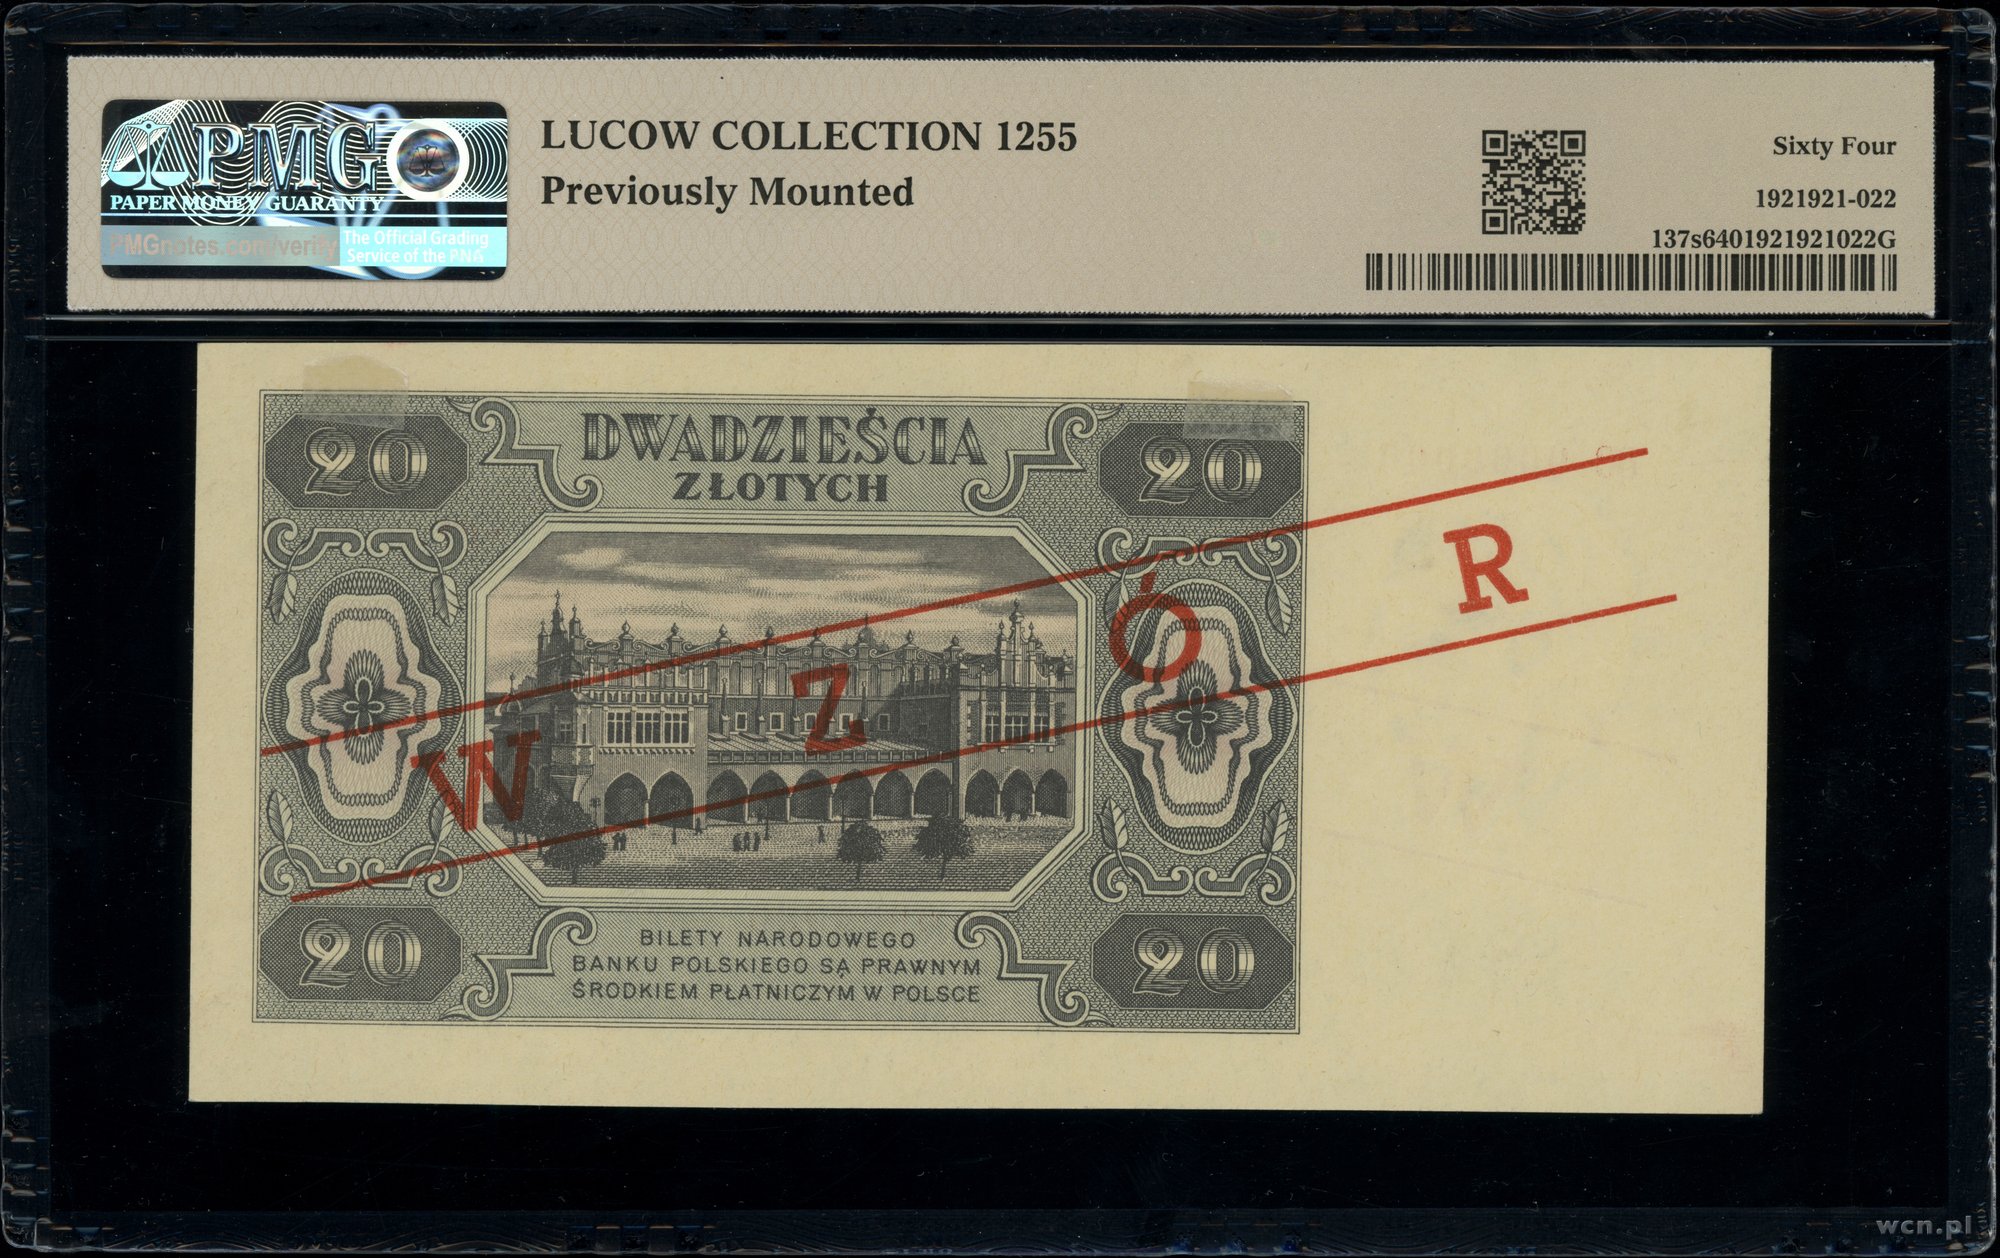 PMG
PAPER MONEY GUARANTY
PMGnotes.com/verify
The Official Grading
Service of the PNG
LUCOW COLLECTION 1255
Previously Mounted
Sixty Four
1921921-022
137s6401921921022G
20
DWADZIEŚCIA
ZŁOTYCH
20
W Z Ó R
20
BILETY NARODOWEGO
BANKU POLSKIEGO SĄ PRAWNYM
ŚRODKIEM PŁATNICZYM W POLSCE
20
wcn.pl